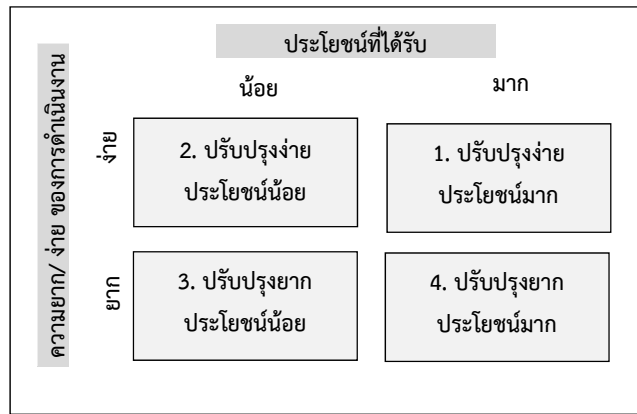 ประโยชน์ที่ได้รับ
น้อย
มาก
ความยาก/ ง่าย ของการดำเนินงาน
ง่าย
2. ปรับปรุงง่าย
ประโยชน์น้อย
1. ปรับปรุงง่าย
ประโยชน์มาก
ยาก
3. ปรับปรุงยาก
ประโยชน์น้อย
4. ปรับปรุงยาก
ประโยชน์มาก